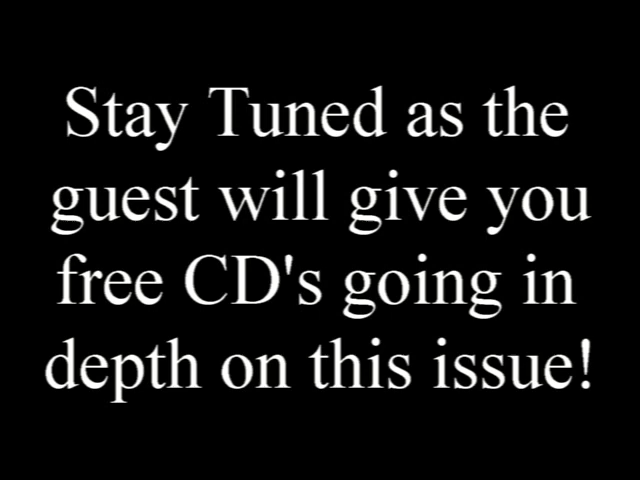 Stay Tuned as the
guest will give you
free CD's going in
depth on this issue!